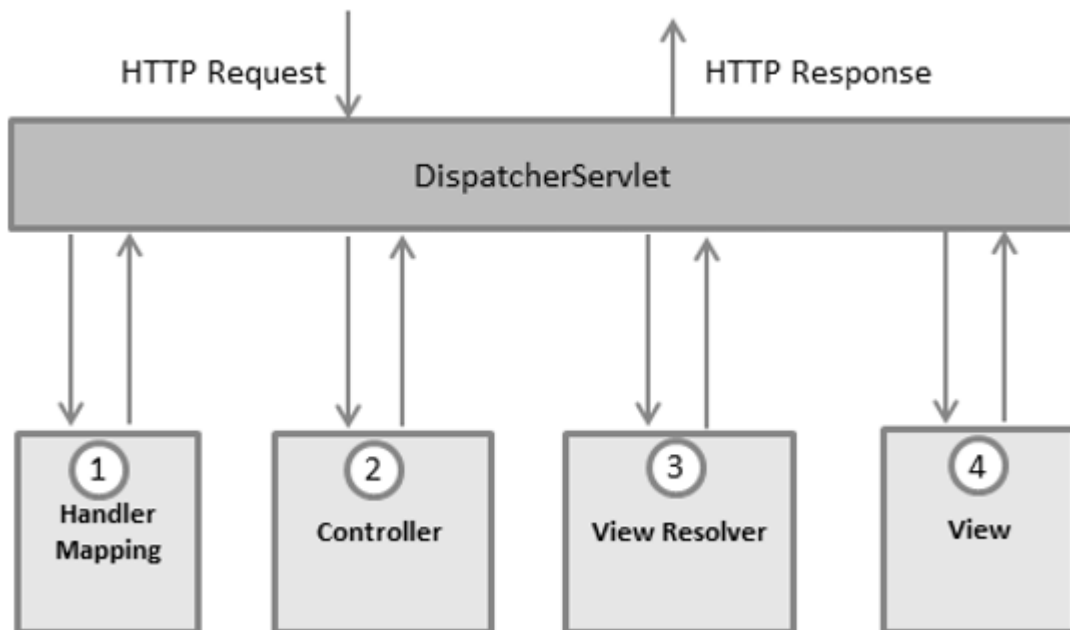 HTTP Request
HTTP Response
DispatcherServlet
1
Handler
Mapping
2
Controller
3
View Resolver
4
View